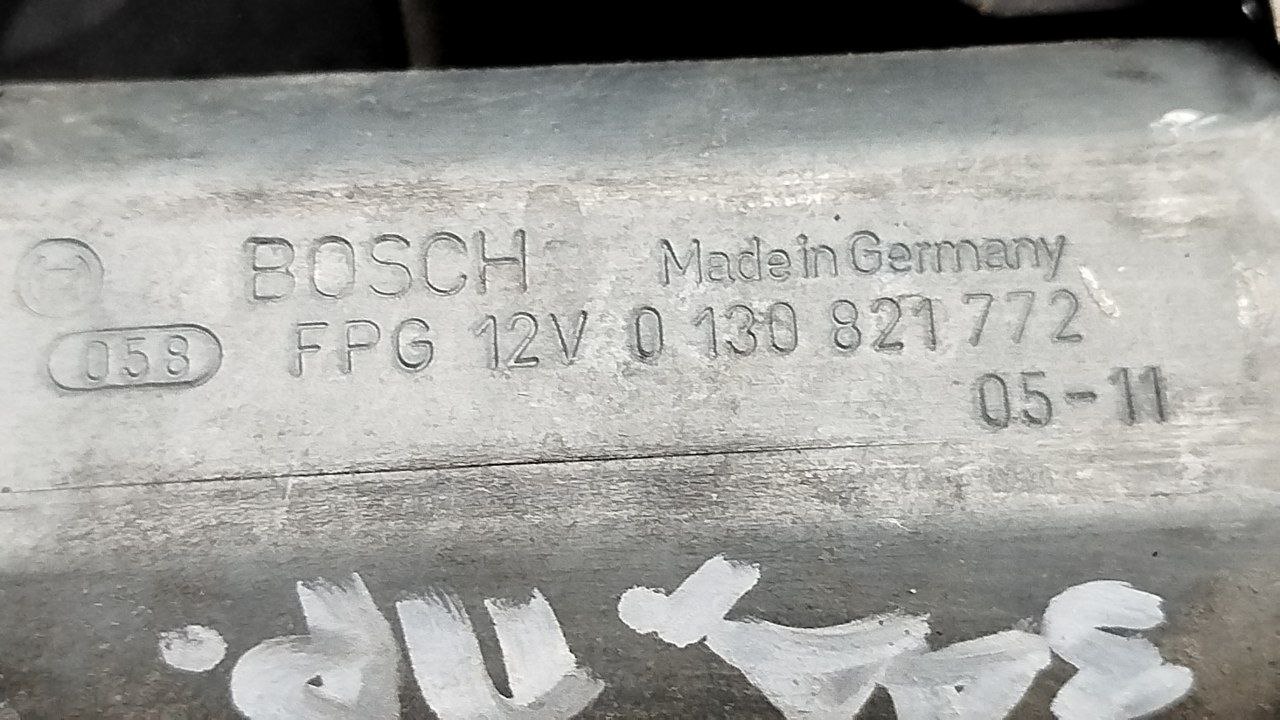 BOSCH Made in Germany
058 FPG 12V 0 130 821 772
05-11